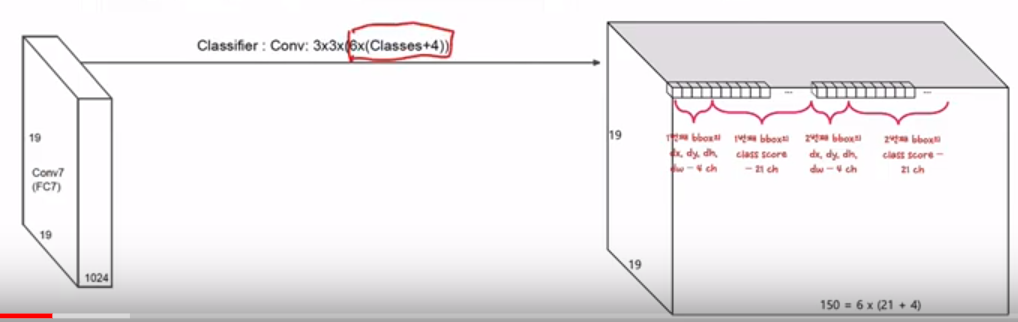 Classifier : Conv: 3x3x(6x(Classes+4))
19
Conv7
(FC7)
19
1024
19
19
...
...
1번째 bbox의
dx, dy, dh,
dw - 4 ch
1번째 bbox의
class score
- 21 ch
2번째 bbox의
dx, dy, dh,
dw - 4 ch
2번째 bbox의
class score -
21 ch
150 = 6 x (21 + 4)